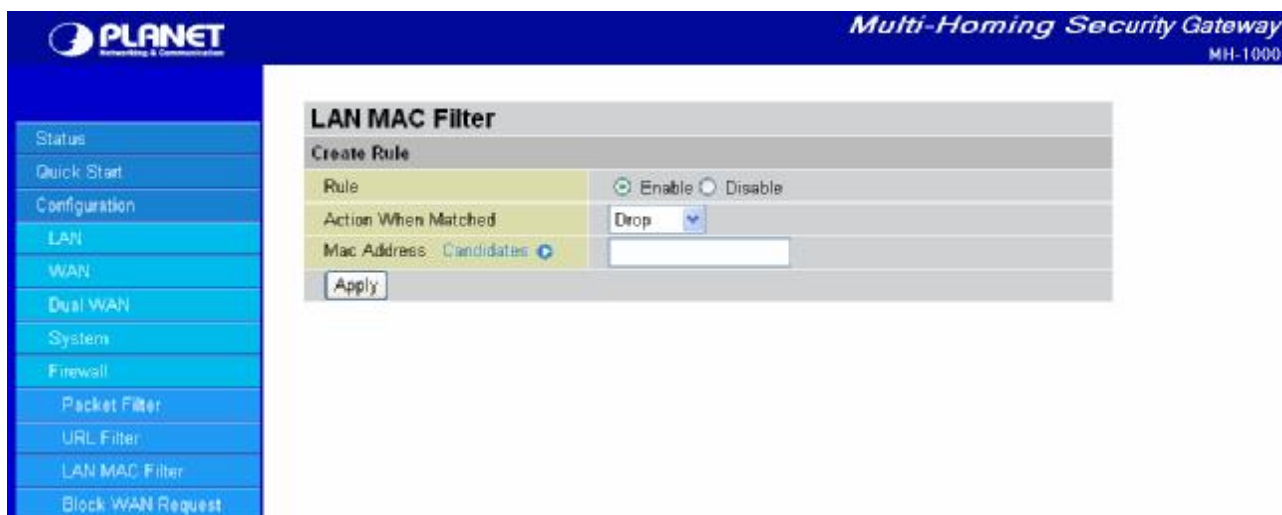 PLANET
Networking & Communication
Multi-Homing Security Gateway
MH-1000
Status
Quick Start
Configuration
LAN
WAN
Dual WAN
System
Firewall
Packet Filter
URL Filter
LAN MAC Filter
Block WAN Request
LAN MAC Filter
Create Rule
Rule Enable Disable
Action When Matched Drop
Mac Address Candidates
Apply